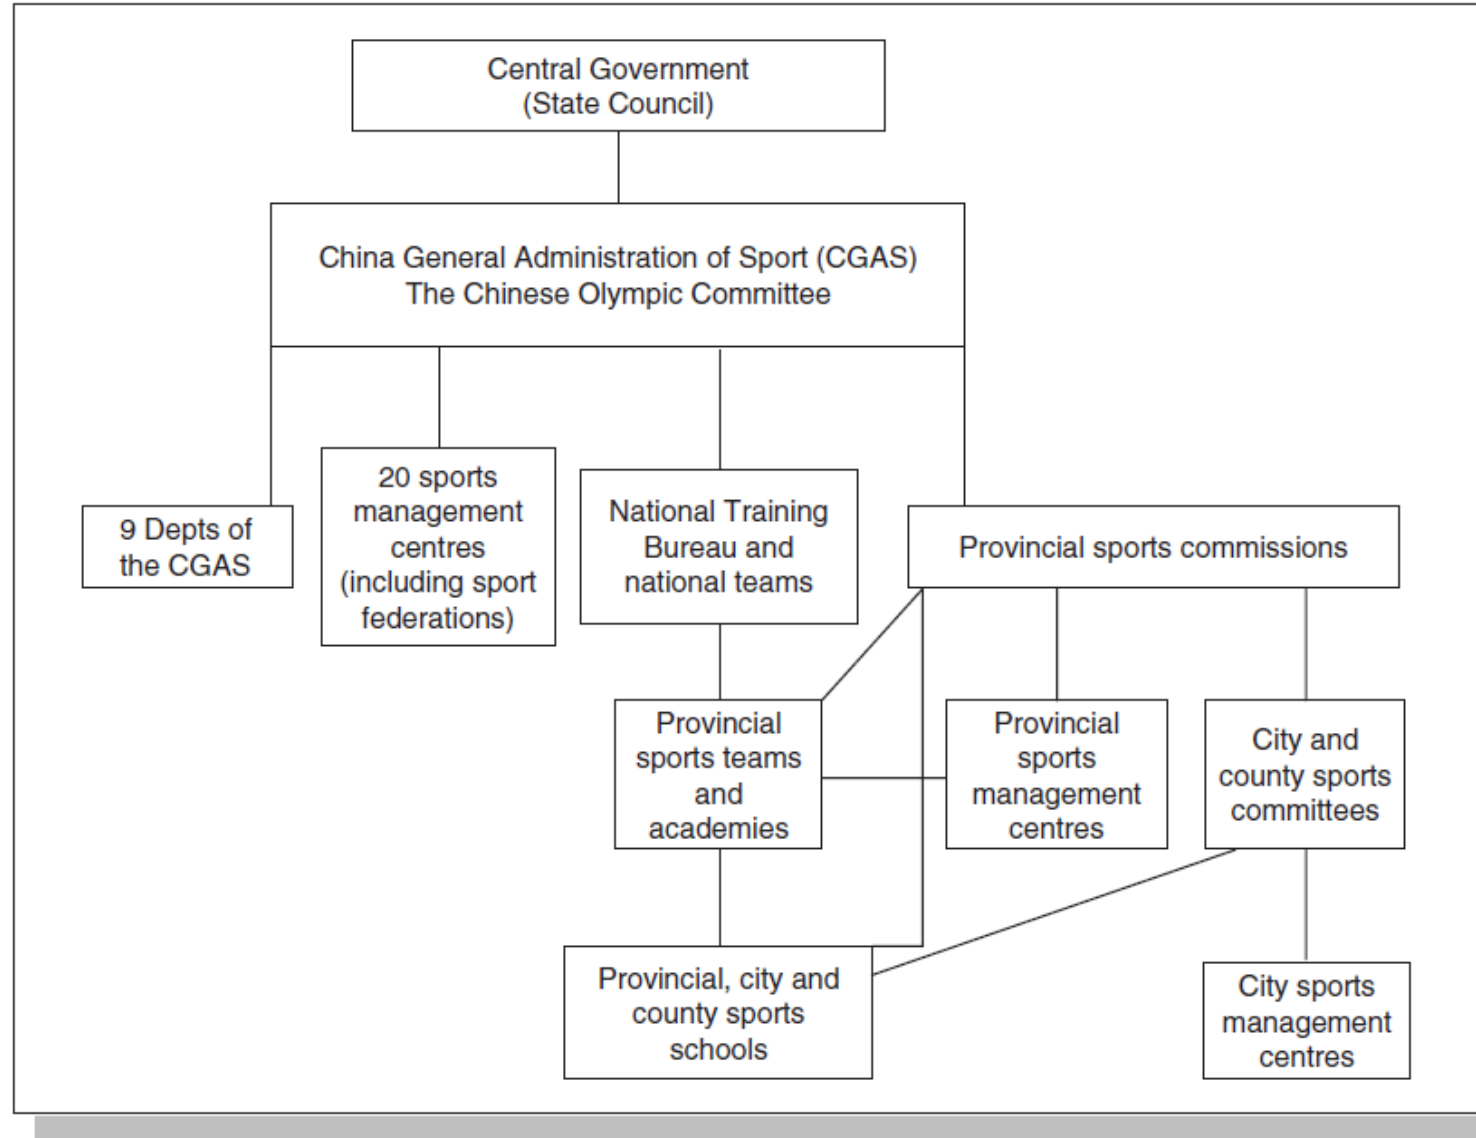 Central Government
(State Council)
China General Administration of Sport (CGAS)
The Chinese Olympic Committee
9 Depts of
the CGAS
20 sports
management
centres
(including sport
federations)
National Training
Bureau and
national teams
Provincial sports commissions
Provincial
sports teams
and
academies
Provincial
sports
management
centres
City and
county sports
committees
Provincial, city and
county sports
schools
City sports
management
centres